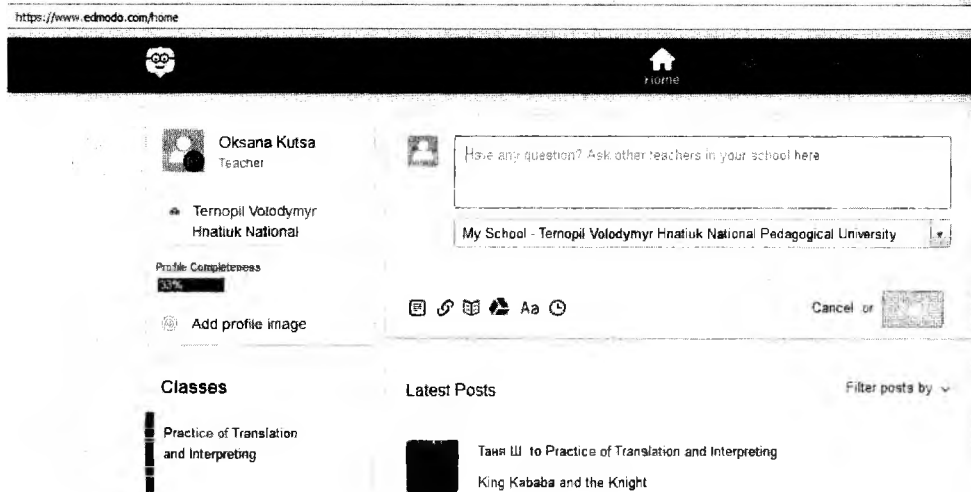 https://www.edmodo.com/home
Home
Oksana Kutsa
Teacher
Ternopil Volodymyr
Hnatiuk National
Profile Completeness
33%
Add profile image
Have any question? Ask other teachers in your school here
My School - Ternopil Volodymyr Hnatiuk National Pedagogical University
Aa
Cancel or
Classes
Practice of Translation
and Interpreting
Latest Posts
Filter posts by
Таня Ш to Practice of Translation and Interpreting
King Kababa and the Knight